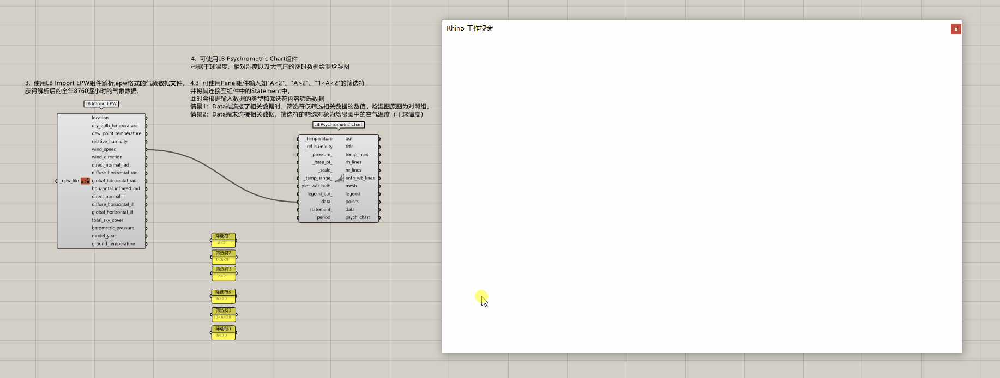 Rhino 工作视窗
x
4.  可使用LB Psychrometric Chart组件
根据干球温度、相对湿度以及大气压的逐时数据绘制焓湿图
3.  使用LB Import EPW组件解析,epw格式的气象数据文件，
获得解析后的全年8760逐小时的气象数据.
4.3  可使用Panel组件输入如"A<2"、"A>2"、"1<A<2"的筛选符，
并将其连接至组件中的Statement中，
此时会根据输入数据的类型和筛选符内容筛选数据
情景1：Data端连接了相关数据时，筛选符仅筛选相关数据的数值，焓湿图原图为对照组。
情景2：Data端未连接相关数据，筛选符的筛选对象为焓湿图中的空气温度（干球温度）
LB Import EPW
location
dry_bulb_temperature
dew_point_temperature
relative_humidity
wind_speed
wind_direction
direct_normal_rad
diffuse_horizontal_rad
_epw_file EPW global_horizontal_rad
horizontal_infrared_rad
direct_normal_ill
diffuse_horizontal_ill
global_horizontal_ill
total_sky_cover
barometric_pressure
model_year
ground_temperature
LB Psychrometric Chart
_temperature out
_rel_humidity title
_pressure_ temp_lines
_base_pt_ rh_lines
_scale_ hr_lines
_temp_range_ enth_wb_lines
plot_wet_bulb_ mesh
legend_par_ legend
data_ points
statement_ data
period_ psych_chart
筛选符1
A<2
筛选符2
1<A<5
筛选符3
A>2
筛选符3
A>10
筛选符3
10<A<20
筛选符3
A<20